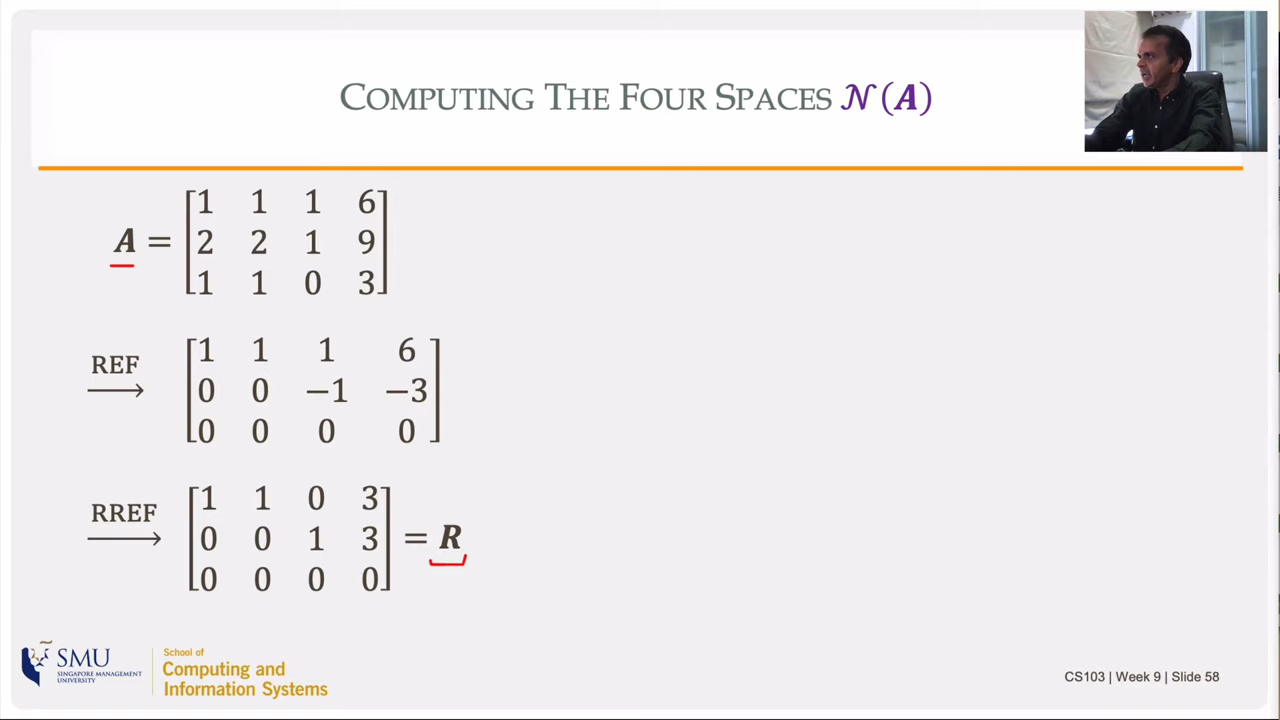 COMPUTING THE FOUR SPACES 𝒩(A)
A = [1 1 1 6
2 2 1 9
1 1 0 3]
REF → [1 1 1 6
0 0 −1 −3
0 0 0 0]
RREF → [1 1 0 3
0 0 1 3
0 0 0 0] = R
SMU
SINGAPORE MANAGEMENT
UNIVERSITY
School of
Computing and
Information Systems
CS103 | Week 9 | Slide 58